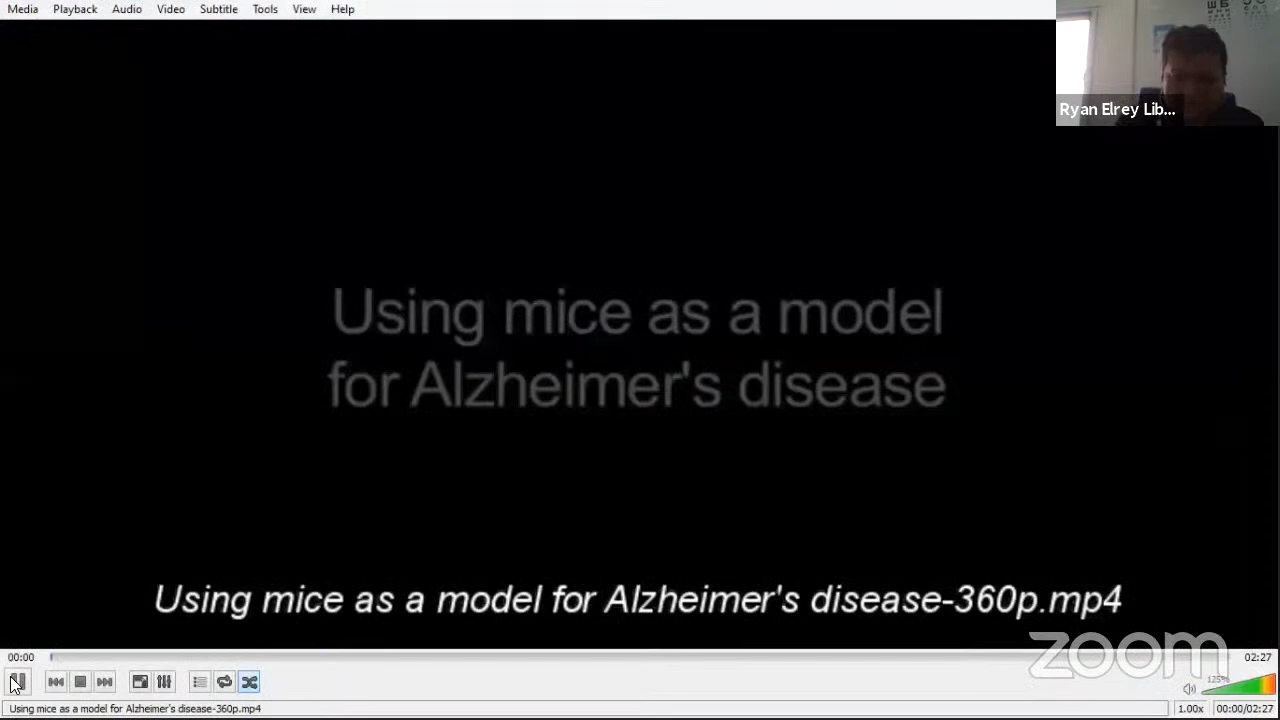 Media Playback Audio Video Subtitle Tools View Help
ШБ
Ryan Elrey Lib...
Using mice as a model
for Alzheimer's disease
Using mice as a model for Alzheimer's disease-360p.mp4
zoom
00:00 02:27
125%
Using mice as a model for Alzheimer's disease-360p.mp4 1.00x 00:00/02:27